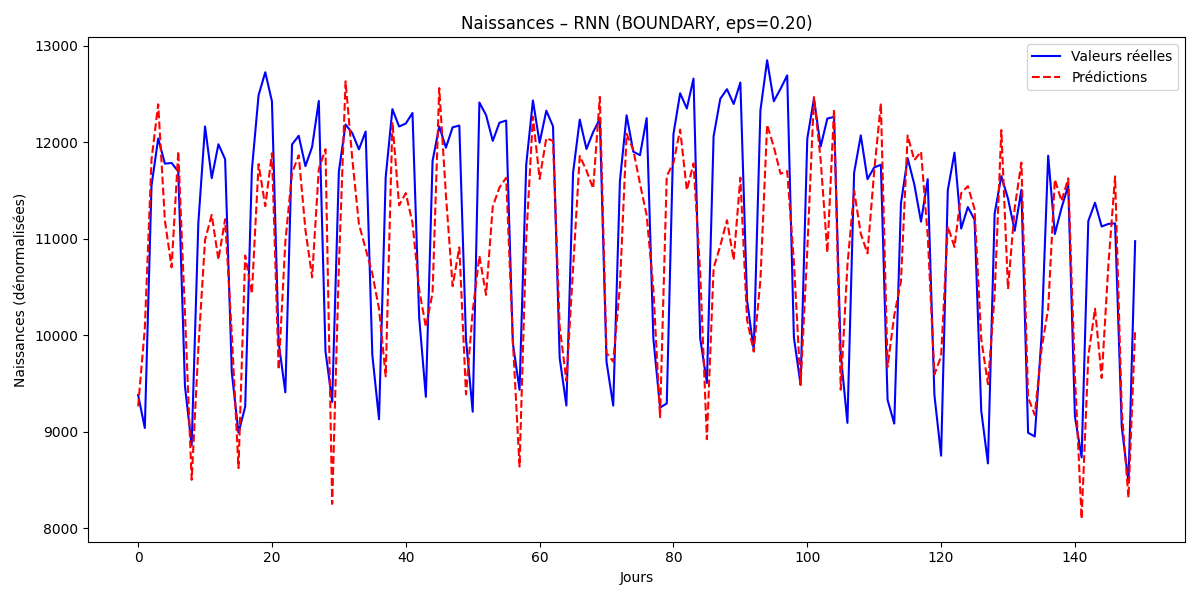 Naissances – RNN (BOUNDARY, eps=0.20)
Valeurs réelles
Prédictions
Naissances (dénormalisées)
13000
12000
11000
10000
9000
8000
0 20 40 60 80 100 120 140
Jours